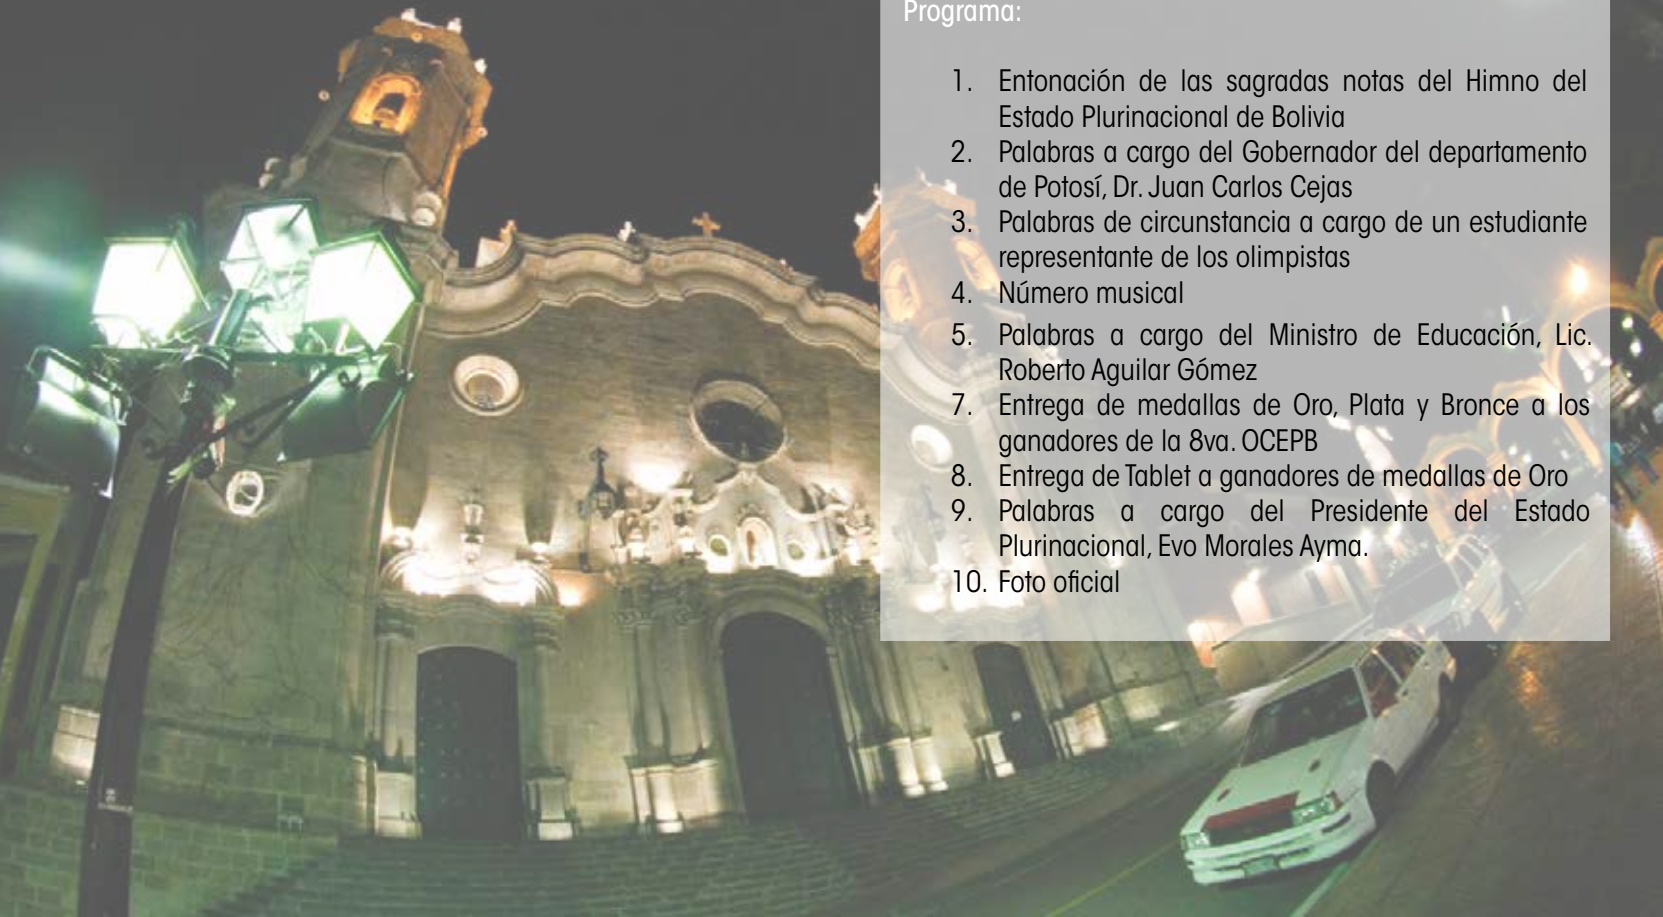 Programa:
1. Entonación de las sagradas notas del Himno del
Estado Plurinacional de Bolivia
2. Palabras a cargo del Gobernador del departamento
de Potosí, Dr. Juan Carlos Cejas
3. Palabras de circunstancia a cargo de un estudiante
representante de los olimpistas
4. Número musical
5. Palabras a cargo del Ministro de Educación, Lic.
Roberto Aguilar Gómez
7. Entrega de medallas de Oro, Plata y Bronce a los
ganadores de la 8va. OCEPB
8. Entrega de Tablet a ganadores de medallas de Oro
9. Palabras a cargo del Presidente del Estado
Plurinacional, Evo Morales Ayma.
10. Foto oficial